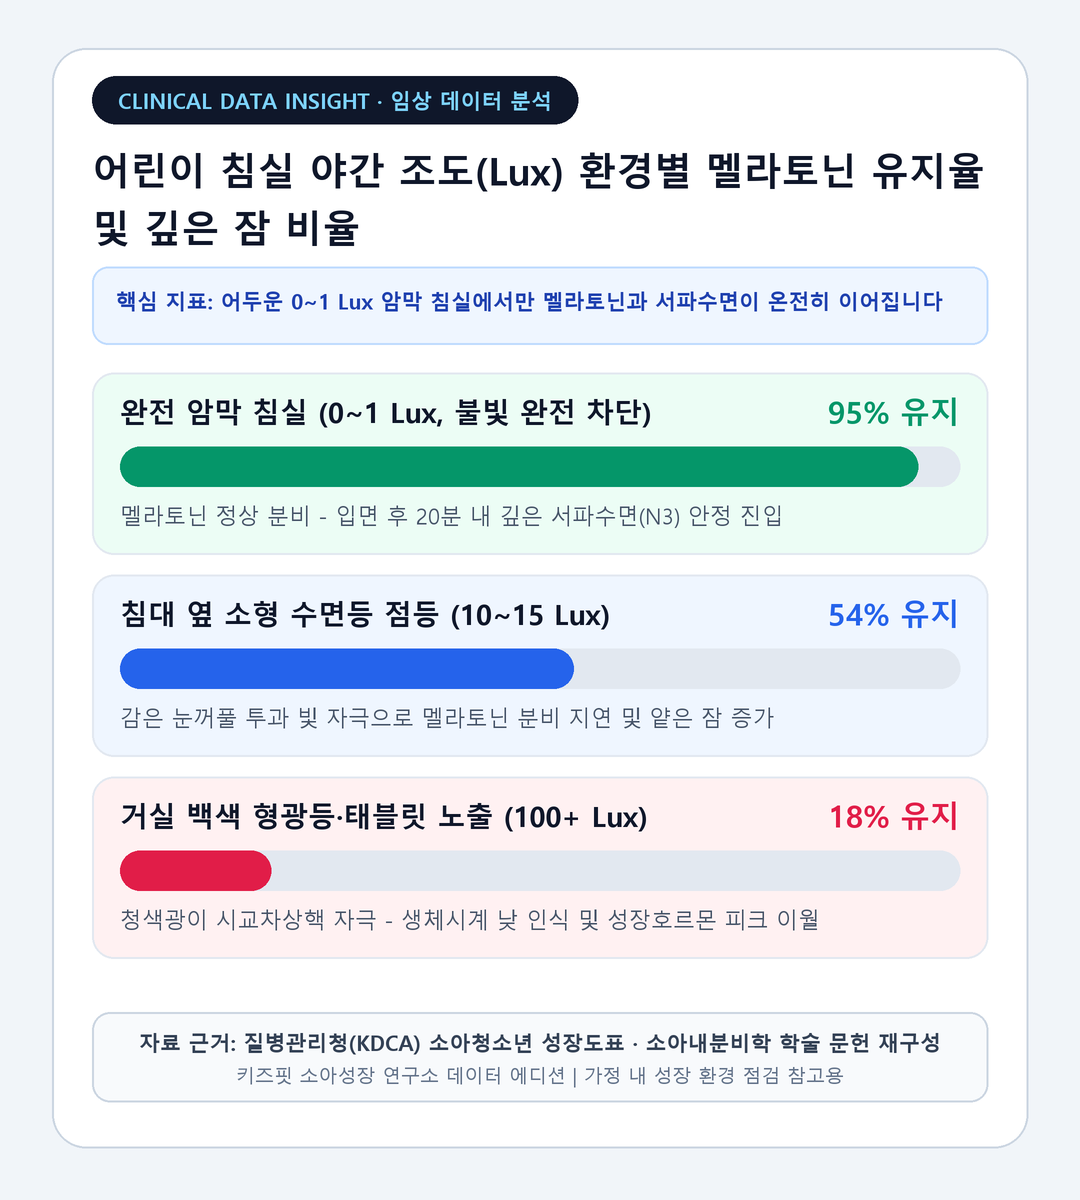 CLINICAL DATA INSIGHT · 임상 데이터 분석
어린이 침실 야간 조도(Lux) 환경별 멜라토닌 유지율
및 깊은 잠 비율
핵심 지표: 어두운 0~1 Lux 암막 침실에서만 멜라토닌과 서파수면이 온전히 이어집니다
완전 암막 침실 (0~1 Lux, 불빛 완전 차단) 95% 유지
멜라토닌 정상 분비 - 입면 후 20분 내 깊은 서파수면(N3) 안정 진입
침대 옆 소형 수면등 점등 (10~15 Lux) 54% 유지
감은 눈꺼풀 투과 빛 자극으로 멜라토닌 분비 지연 및 얕은 잠 증가
거실 백색 형광등·태블릿 노출 (100+ Lux) 18% 유지
청색광이 시교차상핵 자극 - 생체시계 낮 인식 및 성장호르몬 피크 이월
자료 근거: 질병관리청(KDCA) 소아청소년 성장도표 · 소아내분비학 학술 문헌 재구성
키즈핏 소아성장 연구소 데이터 에디션 | 가정 내 성장 환경 점검 참고용